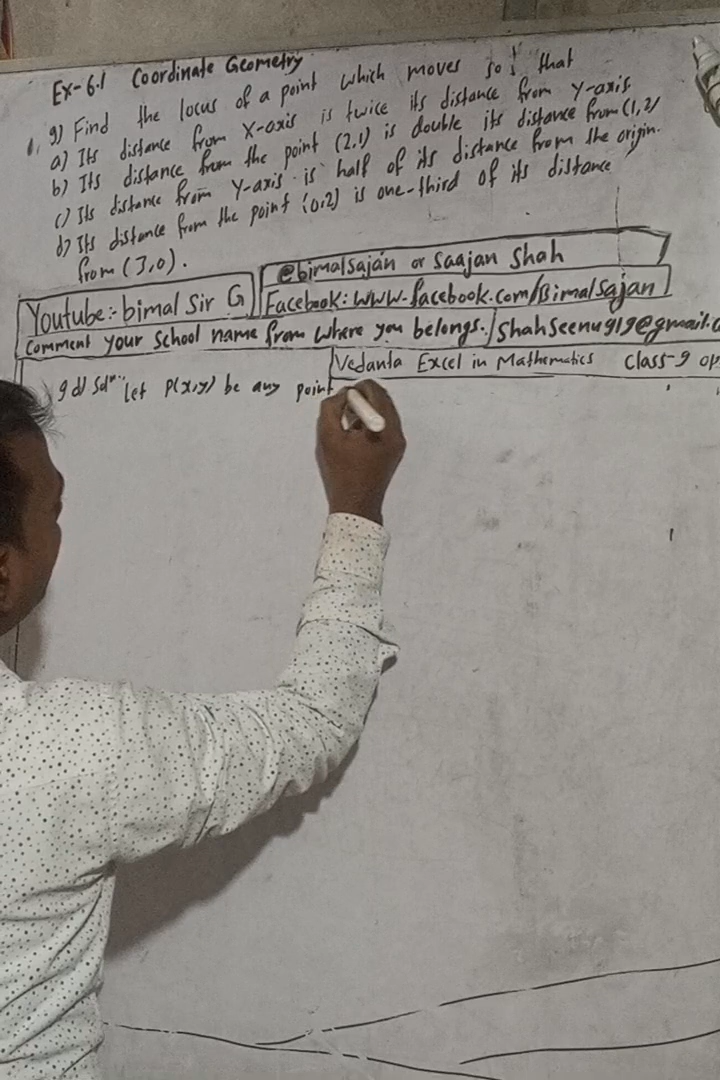 Ex-6.1 Coordinate Geometry
1. 9) Find the locus of a point which moves so that
a) Its distance from X-axis is twice its distance from Y-axis
b) Its distance from the point (2,1) is double its distance from (1,2)
c) Its distance from Y-axis is half of its distance from the origin.
d) Its distance from the point (0,2) is one-third of its distance
from (3,0).
@bimalsajan or Saajan Shah
Youtube:- bimal Sir G
Facebook: www.facebook.com/Bimalsajan
Comment your School name from where you belongs. / Shahseenu919@gmail.c
Vedanta Excel in Mathematics Class-9 op
9 d) Solⁿ: let P(x,y) be any point